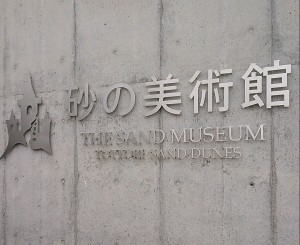 砂の美術館
THE SAND MUSEUM
TOTTORI SAND DUNES